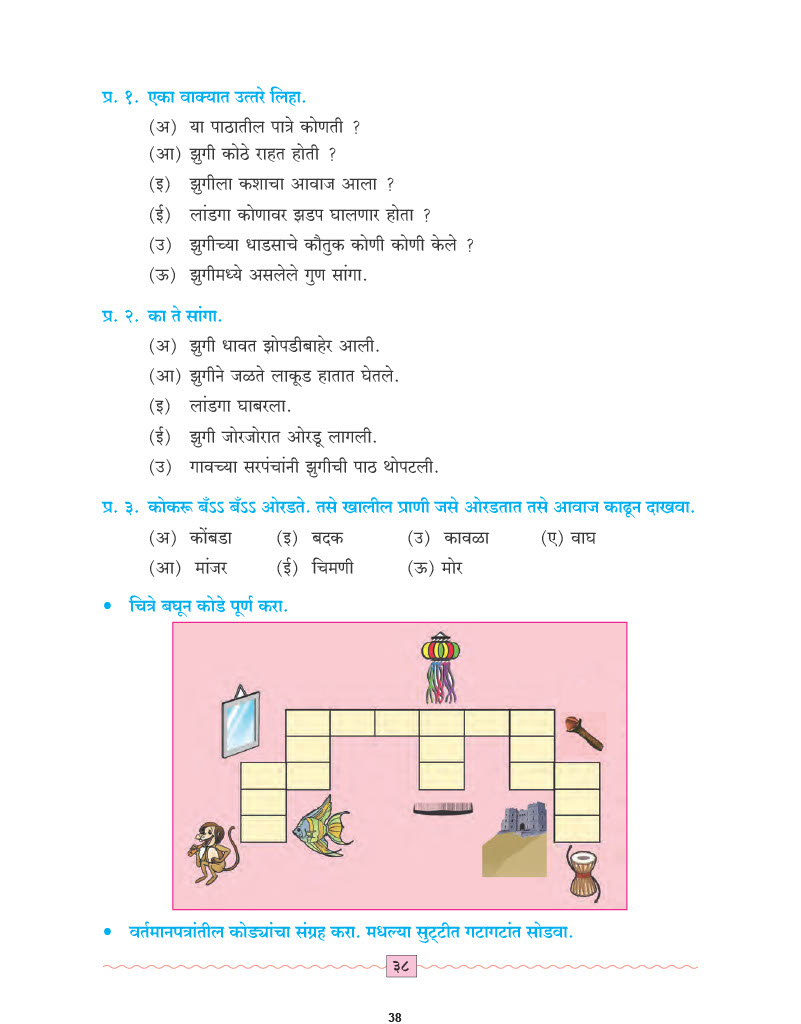 प्र. १. एका वाक्यात उत्तरे लिहा.
(अ) या पाठातील पात्रे कोणती ?
(आ) झुगी कोठे राहत होती ?
(इ) झुगीला कशाचा आवाज आला ?
(ई) लांडगा कोणावर झडप घालणार होता ?
(उ) झुगीच्या धाडसाचे कौतुक कोणी कोणी केले ?
(ऊ) झुगीमध्ये असलेले गुण सांगा.
प्र. २. का ते सांगा.
(अ) झुगी धावत झोपडीबाहेर आली.
(आ) झुगीने जळते लाकूड हातात घेतले.
(इ) लांडगा घाबरला.
(ई) झुगी जोरजोरात ओरडू लागली.
(उ) गावच्या सरपंचांनी झुगीची पाठ थोपटली.
प्र. ३. कोकरू बँऽऽ बँऽऽ ओरडते. तसे खालील प्राणी जसे ओरडतात तसे आवाज काढून दाखवा.
(अ) कोंबडा (इ) बदक (उ) कावळा (ए) वाघ
(आ) मांजर (ई) चिमणी (ऊ) मोर
• चित्रे बघून कोडे पूर्ण करा.
• वर्तमानपत्रांतील कोड्यांचा संग्रह करा. मधल्या सुट्टीत गटागटांत सोडवा.
३८
38